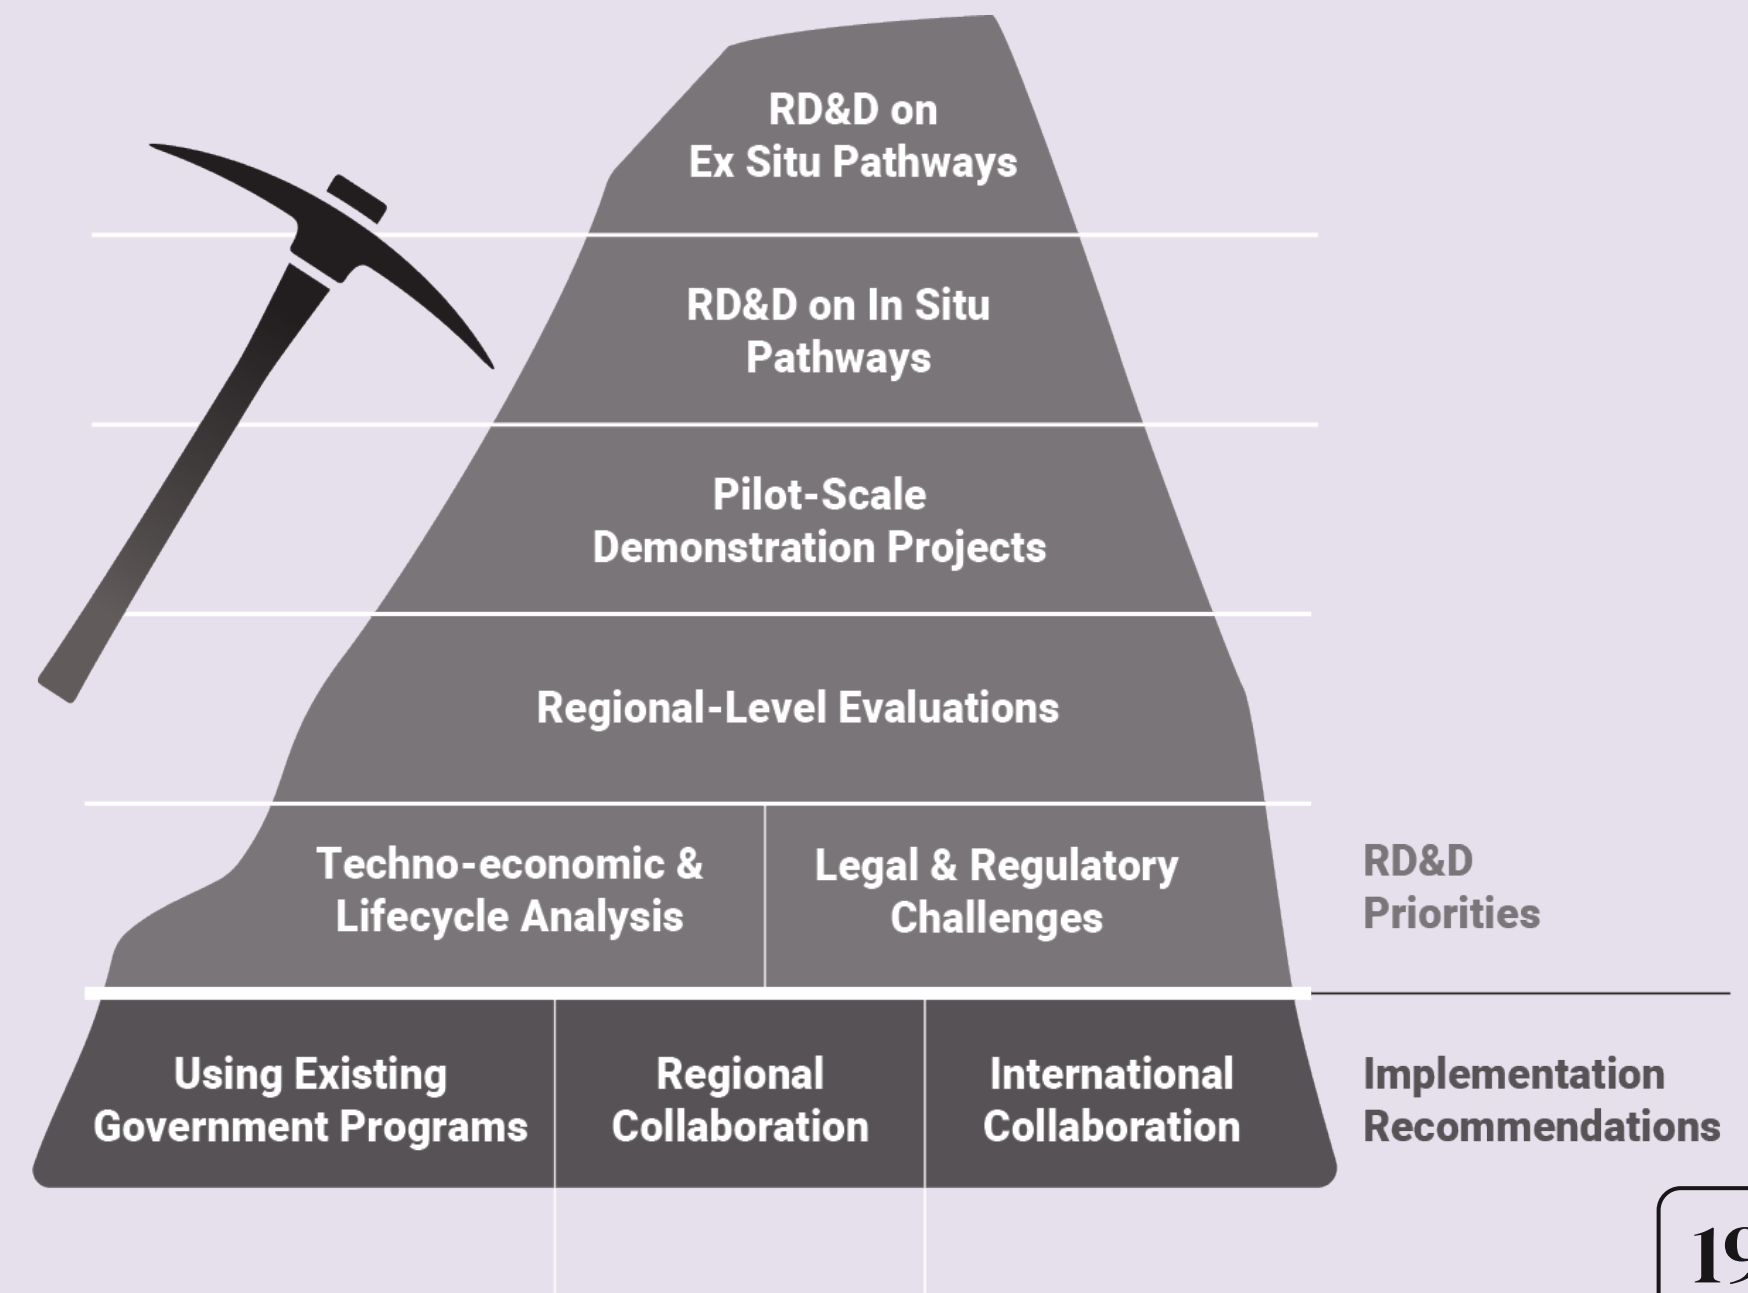 RD&D on
Ex Situ Pathways
RD&D on In Situ
Pathways
Pilot-Scale
Demonstration Projects
Regional-Level Evaluations
Techno-economic &
Lifecycle Analysis
Legal & Regulatory
Challenges
RD&D
Priorities
Using Existing
Government Programs
Regional
Collaboration
International
Collaboration
Implementation
Recommendations
19